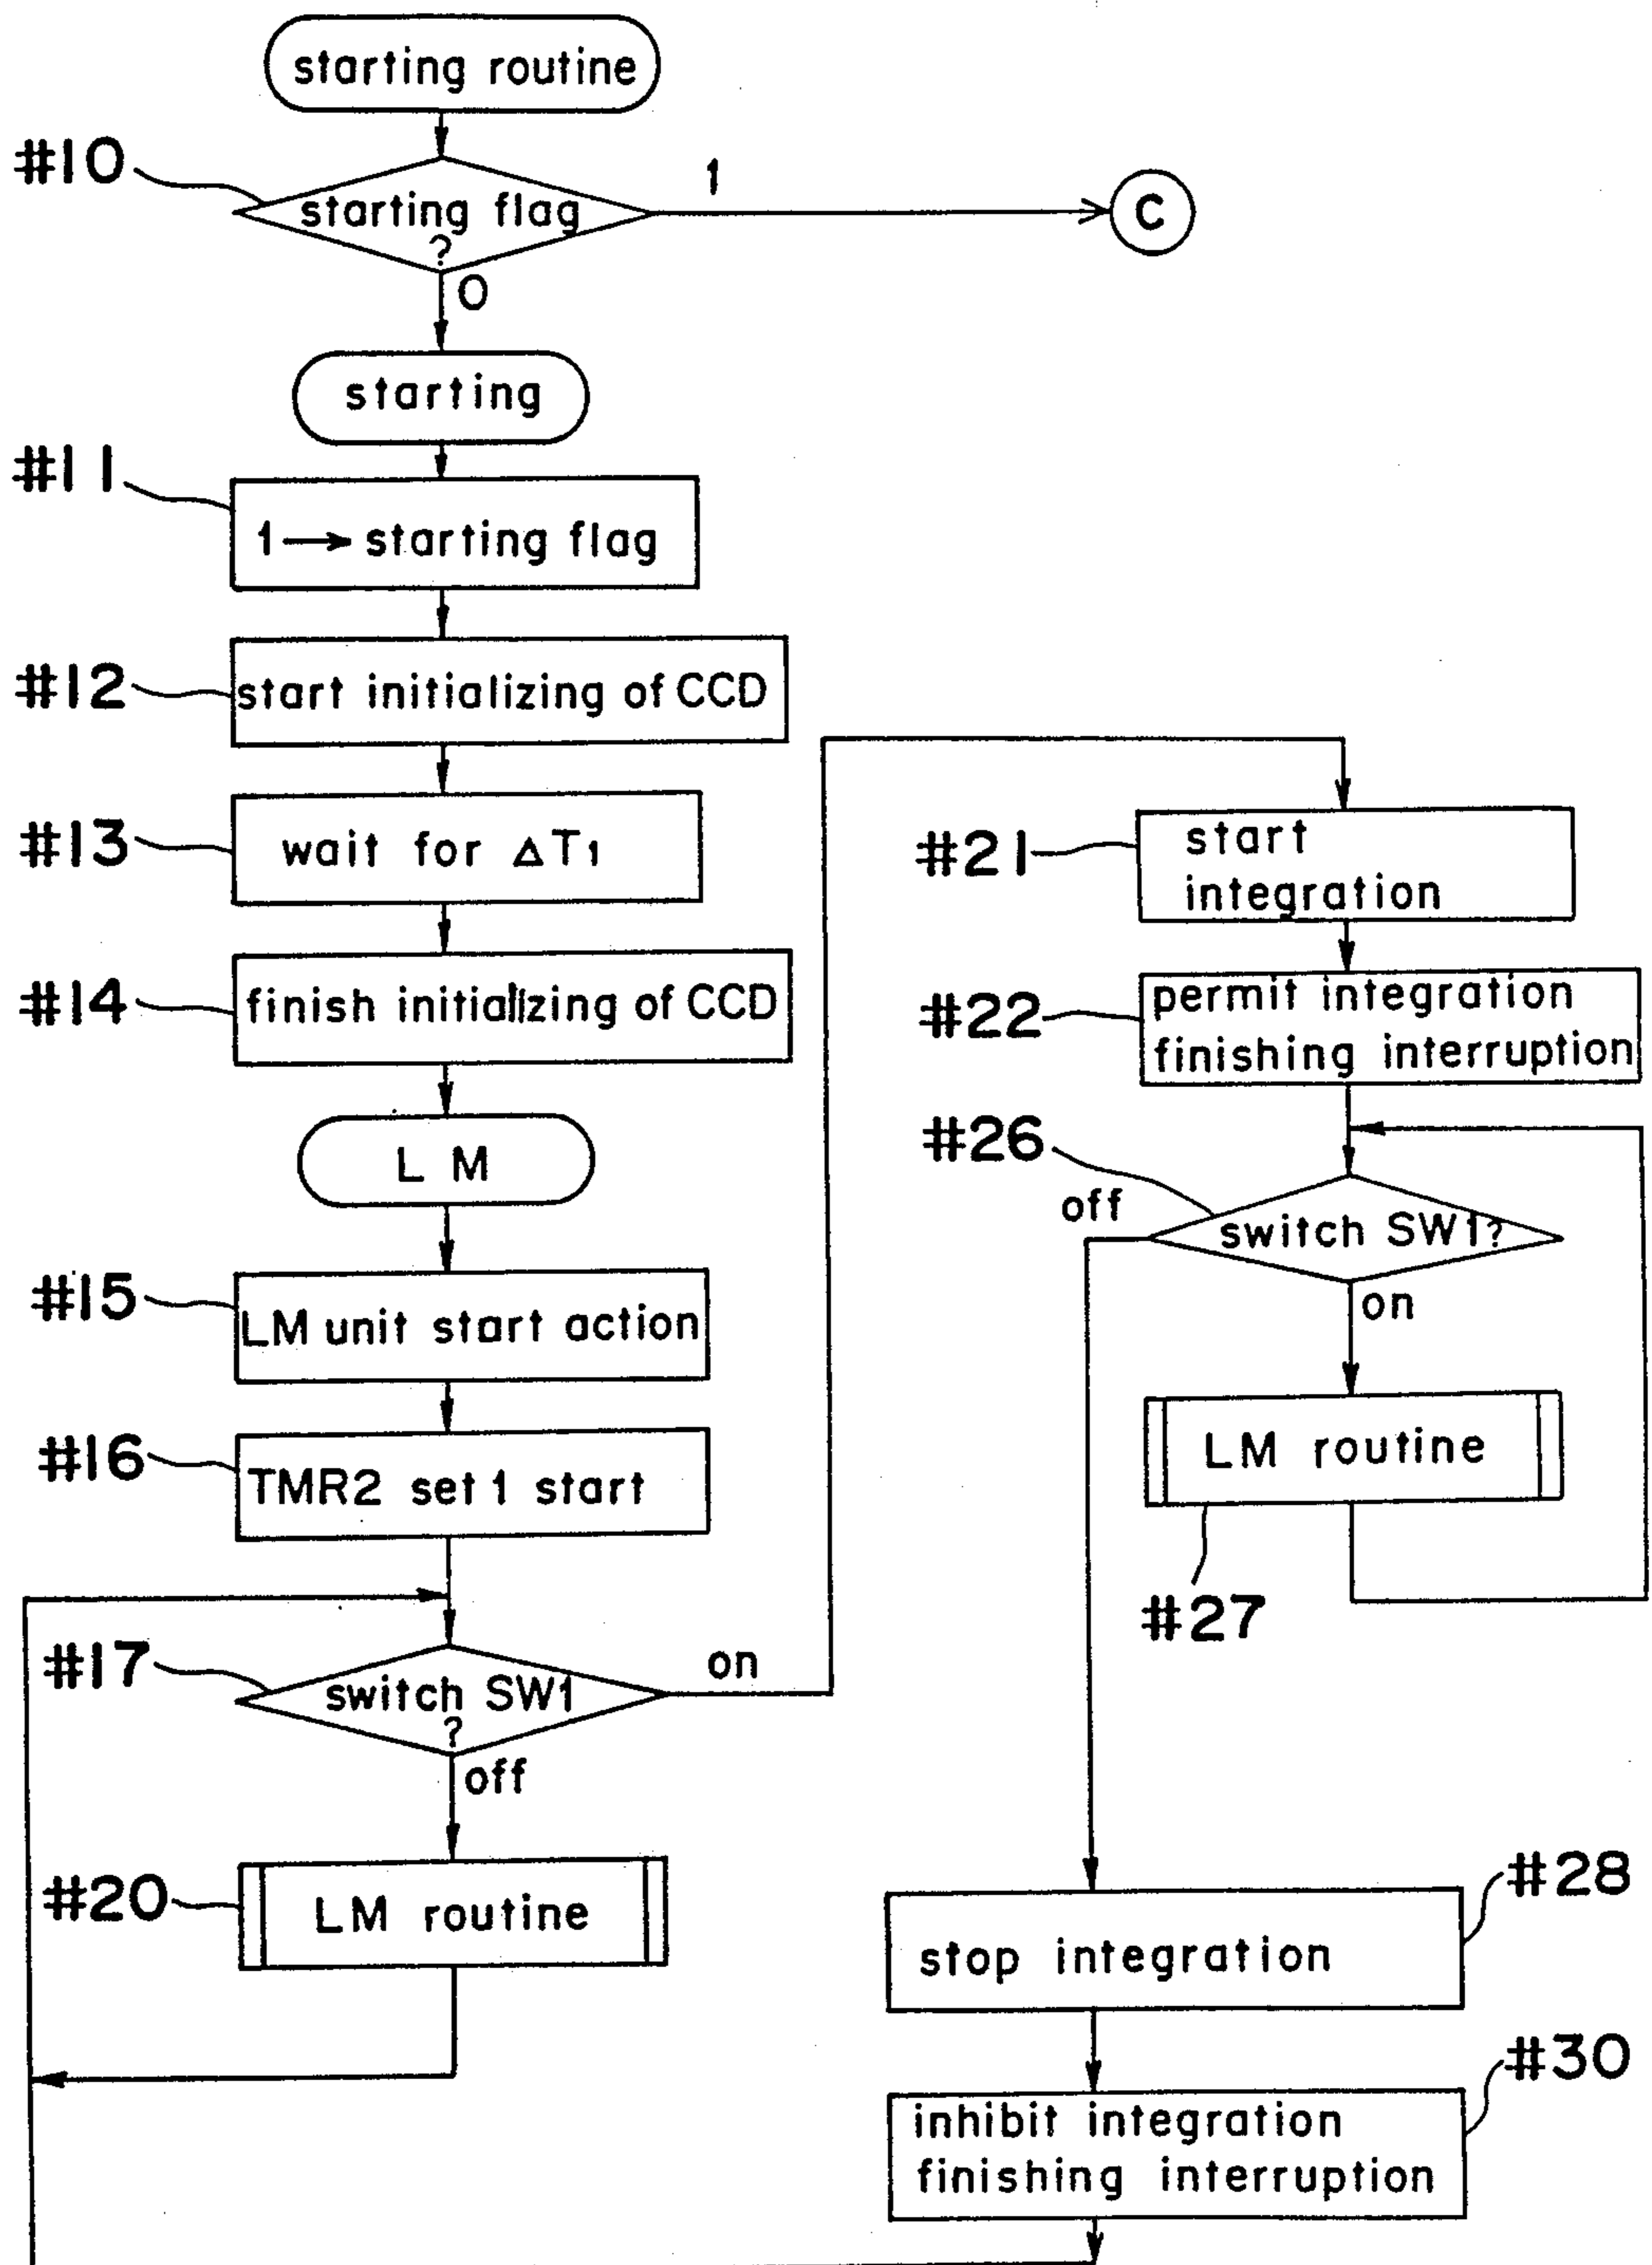 starting routine
#10
starting flag
?
1
C
0
starting
#11
1→starting flag
#12
start initializing of CCD
#13
wait for ΔT1
#14
finish initializing of CCD
LM
#15
LM unit start action
#16
TMR2 set 1 start
#17
switch SW1
?
on
off
#20
LM routine
#21
start
integration
#22
permit integration
finishing interruption
#26
off
switch SW1?
on
LM routine
#27
#28
stop integration
#30
inhibit integration
finishing interruption